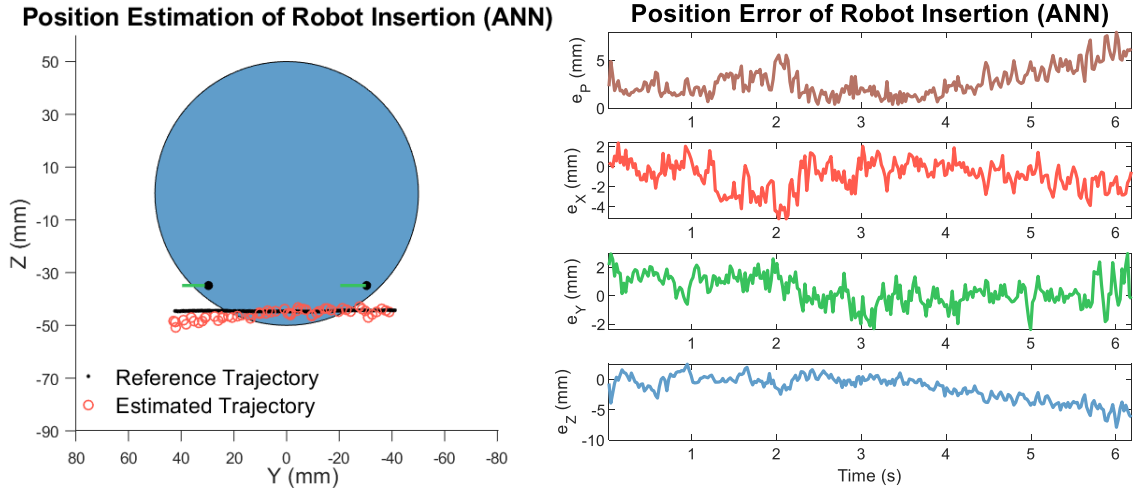 Position Estimation of Robot Insertion (ANN)
50
30
10
-10
-30
-50
-70
-90
Z (mm)
Reference Trajectory
Estimated Trajectory
80 60 40 20 0 -20 -40 -60 -80
Y (mm)
Position Error of Robot Insertion (ANN)
5
0
eP (mm)
1 2 3 4 5 6
2
0
-2
-4
eX (mm)
1 2 3 4 5 6
2
0
-2
eY (mm)
1 2 3 4 5 6
0
-5
-10
eZ (mm)
1 2 3 4 5 6
Time (s)